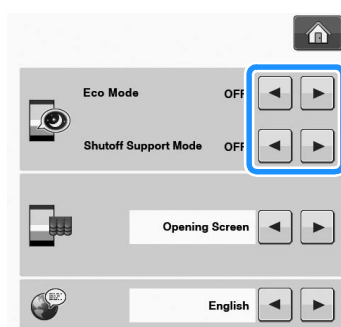 Eco Mode OFF
Shutoff Support Mode OFF
Opening Screen
English